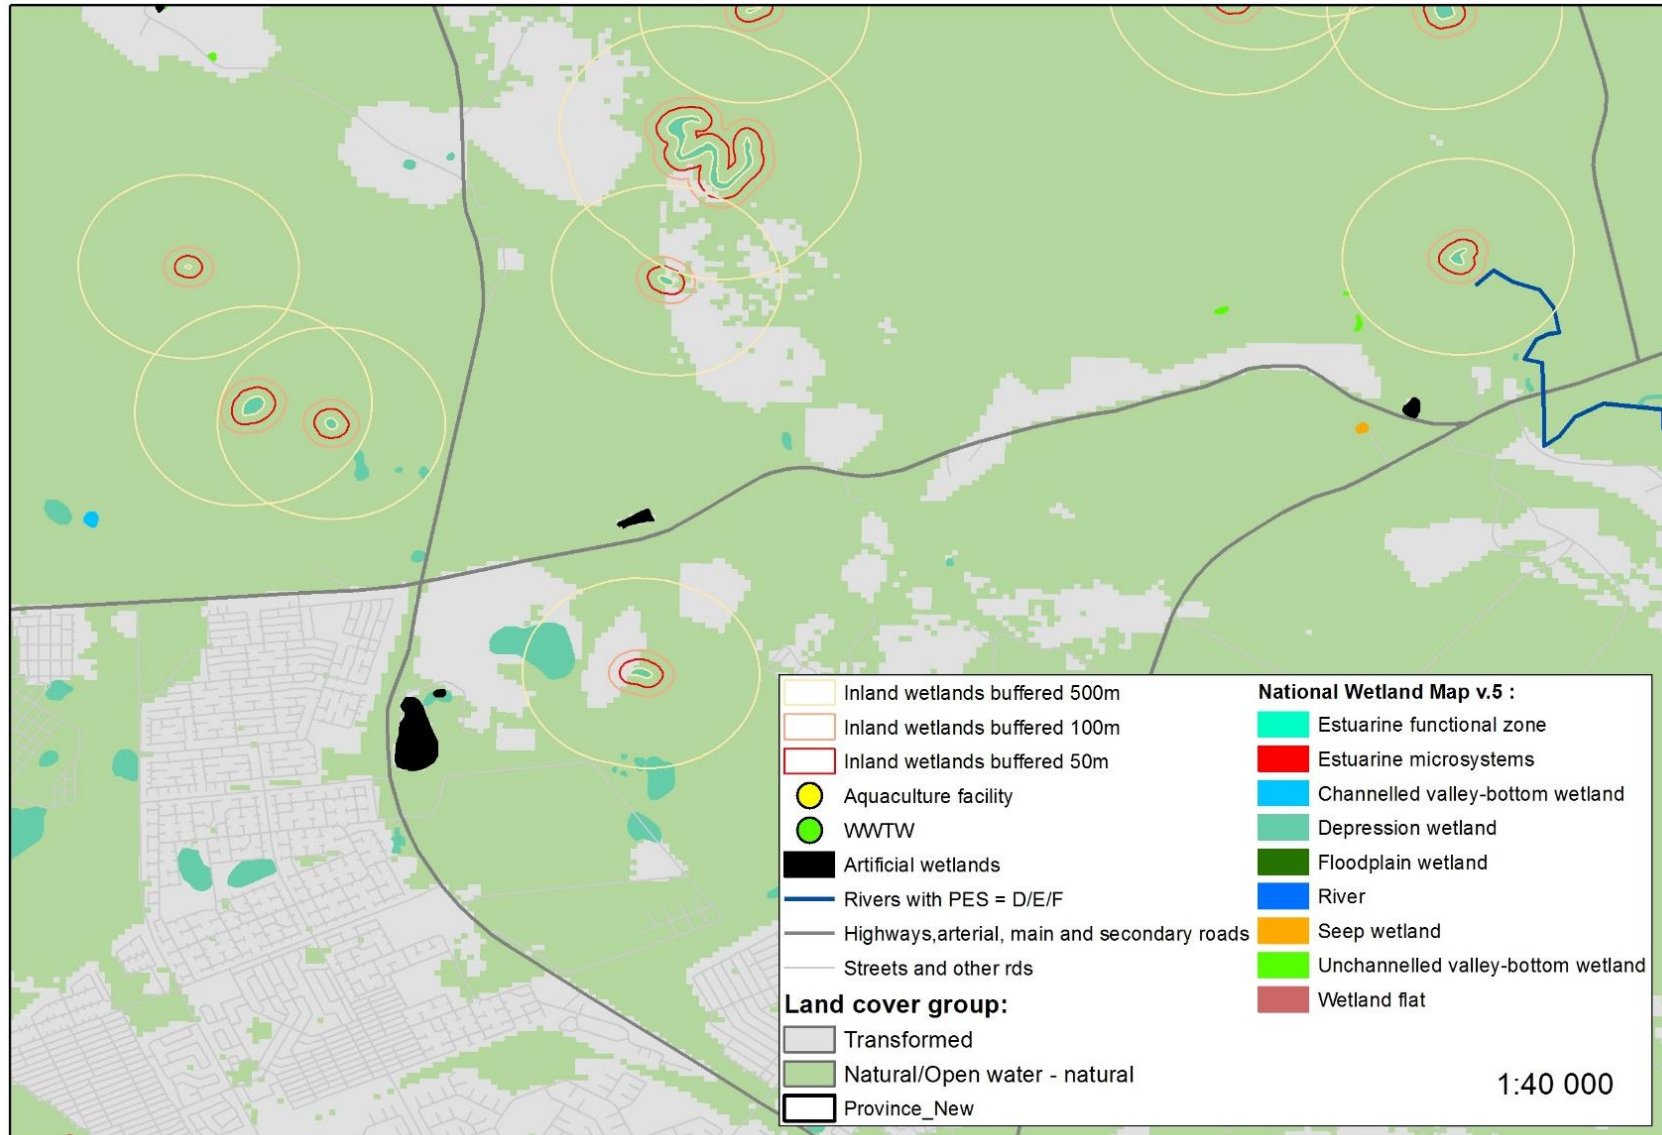 Inland wetlands buffered 500m
Inland wetlands buffered 100m
Inland wetlands buffered 50m
Aquaculture facility
WWTW
Artificial wetlands
Rivers with PES = D/E/F
Highways,arterial, main and secondary roads
Streets and other rds
Land cover group:
Transformed
Natural/Open water - natural
Province_New
National Wetland Map v.5 :
Estuarine functional zone
Estuarine microsystems
Channelled valley-bottom wetland
Depression wetland
Floodplain wetland
River
Seep wetland
Unchannelled valley-bottom wetland
Wetland flat
1:40 000